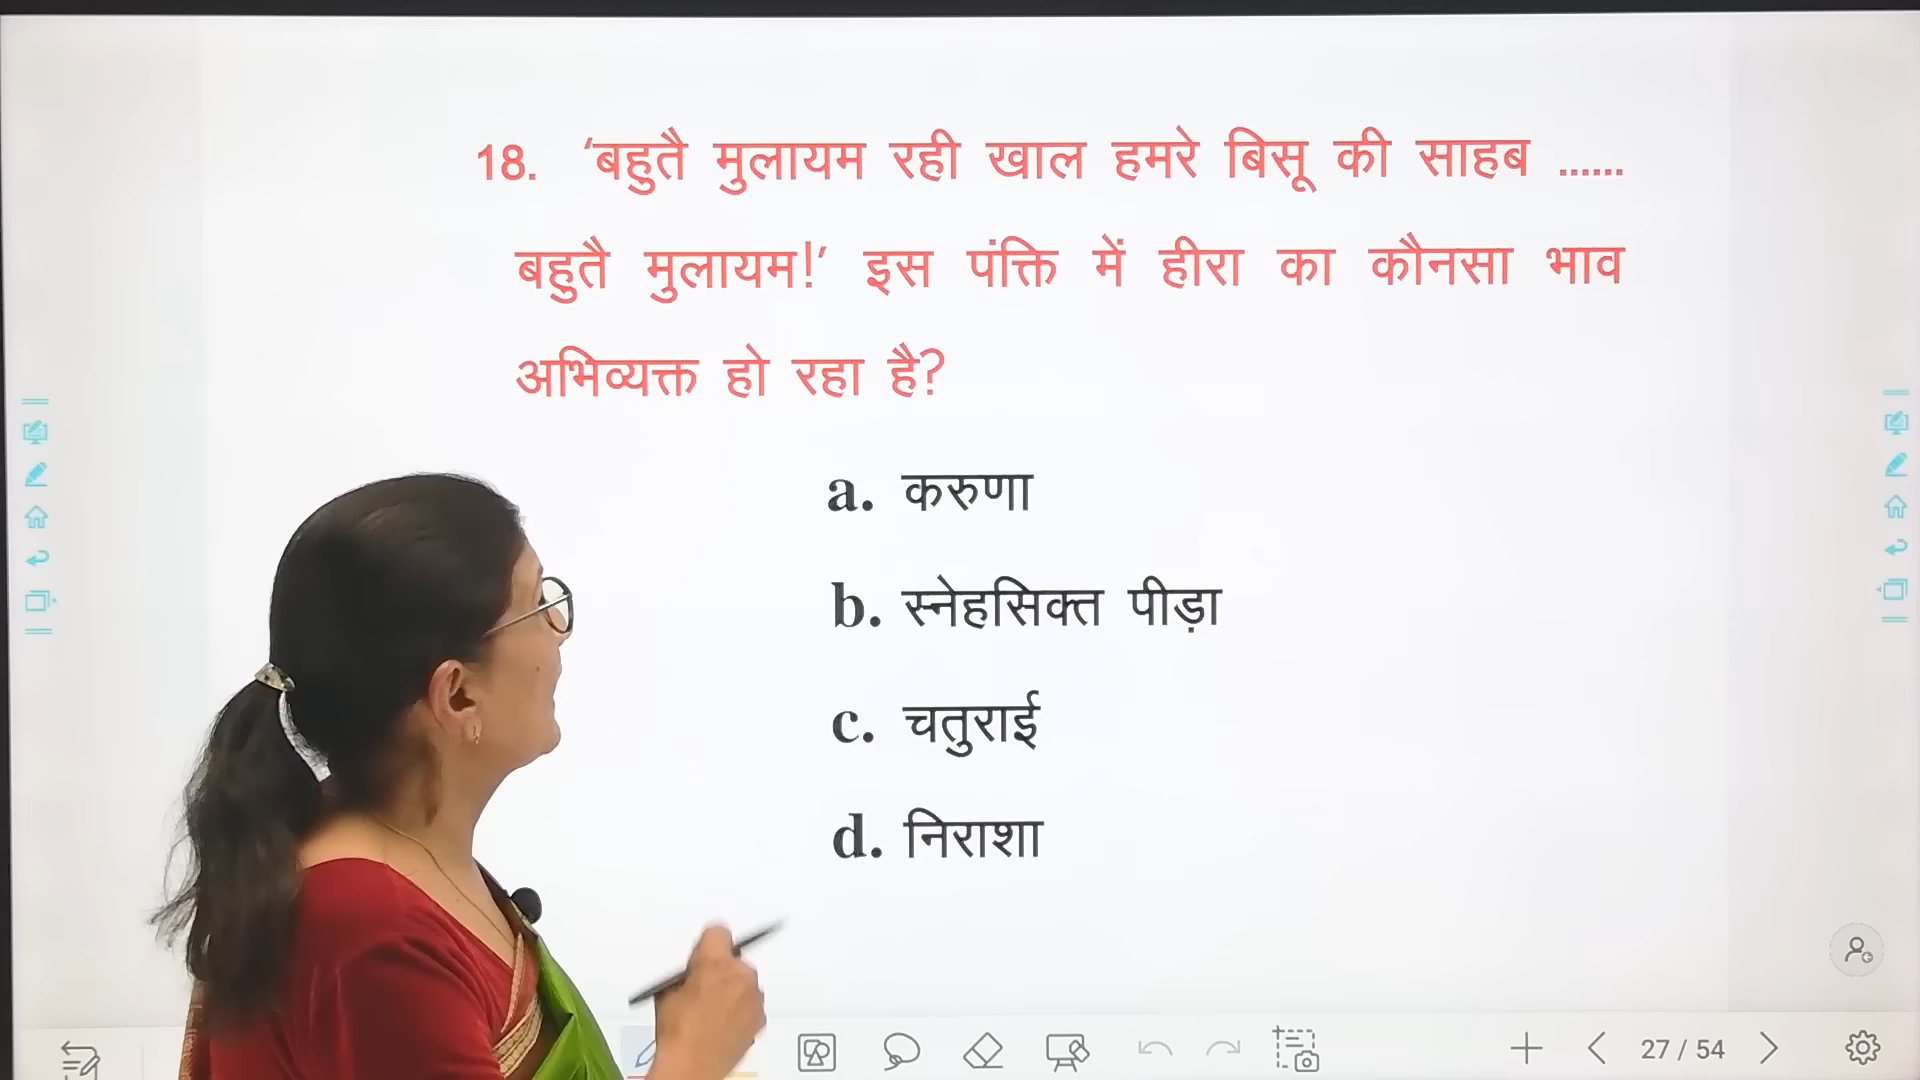 18. ‘बहुतै मुलायम रही खाल हमरे बिसू की साहब ......
बहुतै मुलायम!’ इस पंक्ति में हीरा का कौनसा भाव
अभिव्यक्त हो रहा है?
a. करुणा
b. स्नेहसिक्त पीड़ा
c. चतुराई
d. निराशा
27 / 54